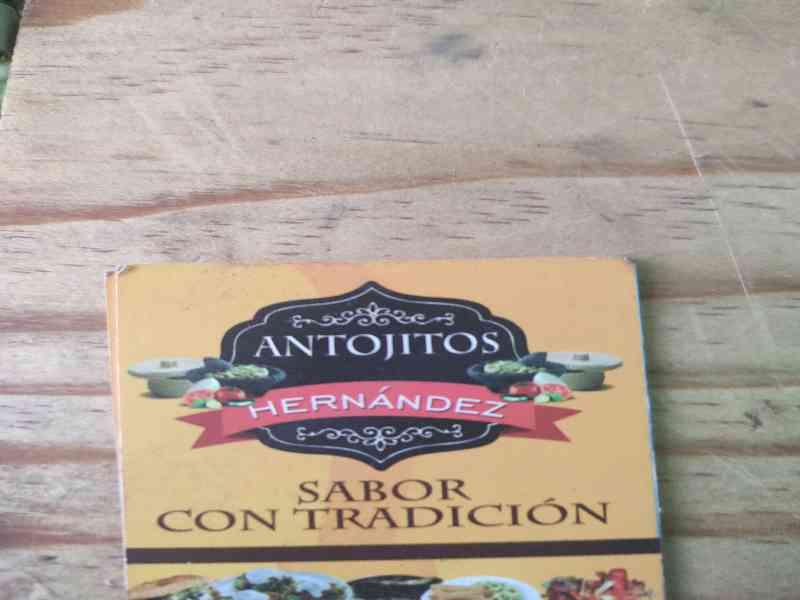 ANTOJITOS
HERNÁNDEZ
SABOR
CON TRADICIÓN